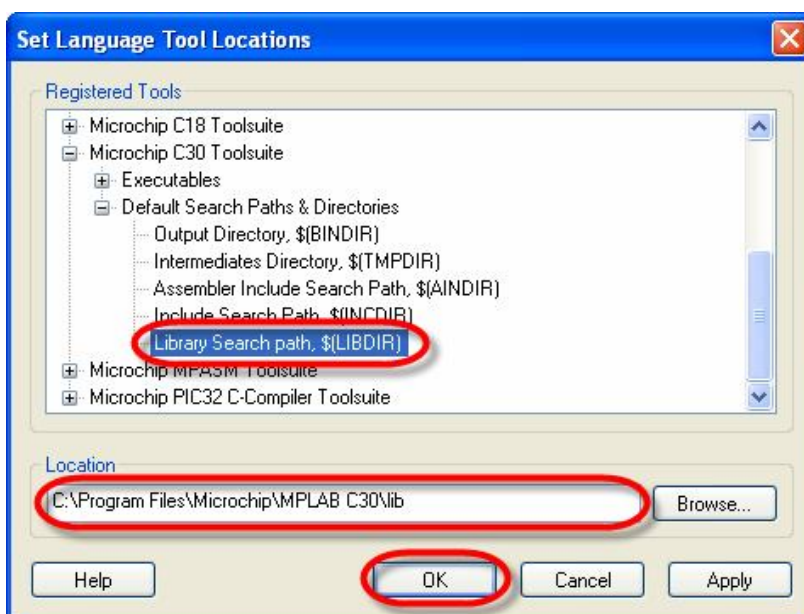 Set Language Tool Locations
Registered Tools
Microchip C18 Toolsuite
Microchip C30 Toolsuite
Executables
Default Search Paths & Directories
Output Directory, $(BINDIR)
Intermediates Directory, $(TMPDIR)
Assembler Include Search Path, $(AINDIR)
Include Search Path, $(INCDIR)
Library Search path, $(LIBDIR)
Microchip MPASM Toolsuite
Microchip PIC32 C-Compiler Toolsuite
Location
C:\Program Files\Microchip\MPLAB C30\lib
Browse...
Help
OK
Cancel
Apply